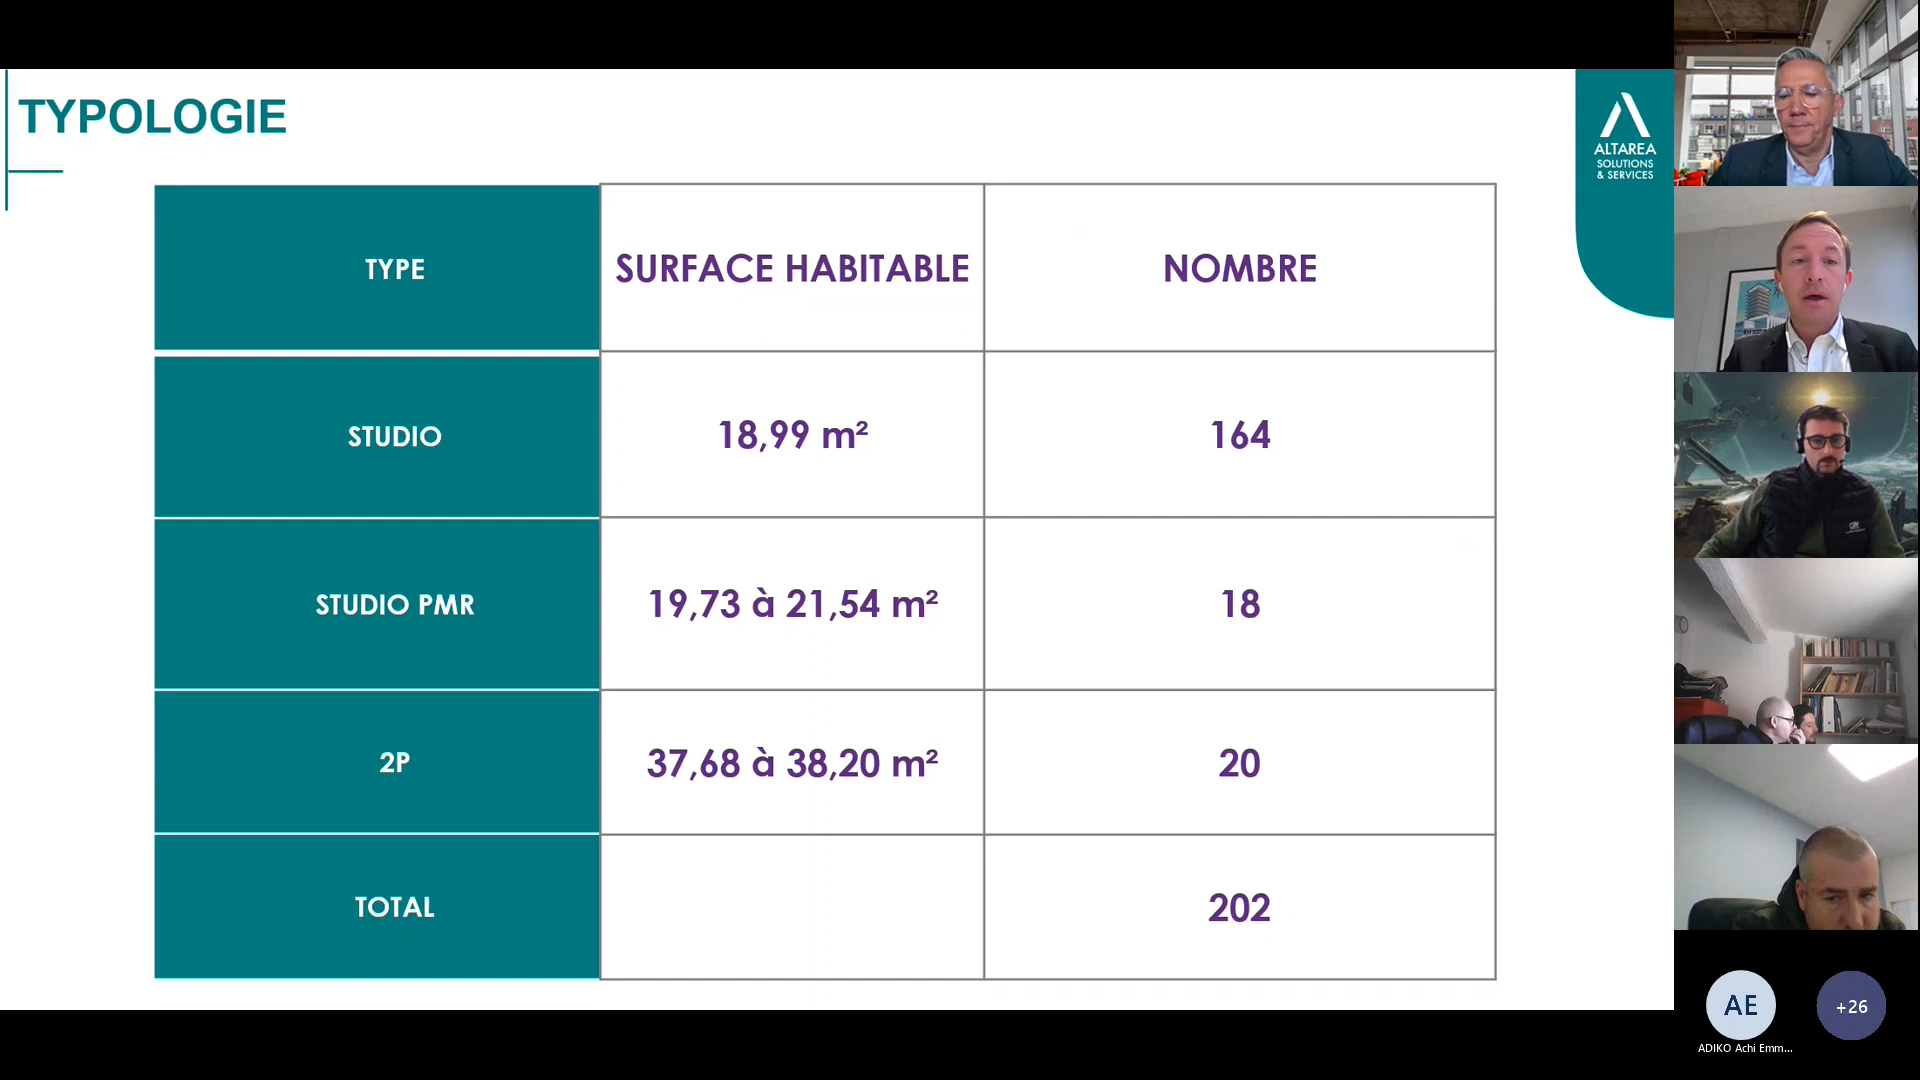 TYPOLOGIE
ALTAREA
SOLUTIONS
& SERVICES
TYPE SURFACE HABITABLE NOMBRE
STUDIO 18,99 m² 164
STUDIO PMR 19,73 à 21,54 m² 18
2P 37,68 à 38,20 m² 20
TOTAL 202
AE
+26
ADIKO Achi Emm...